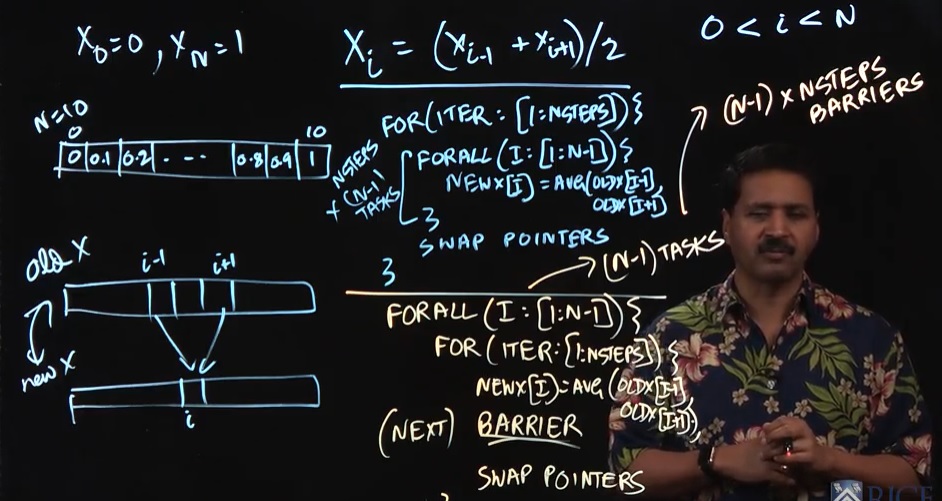 X₀=0, X_N=1
X_i = (X_{i-1} + X_{i+1})/2
0 < i < N
(N-1) × NSTEPS
BARRIERS
N=10
0 10
0 0.1 0.2 . - -- 0.8 0.9 1
FOR(ITER: [1:NSTEPS]){
FORALL(I:[1:N-1]){
NEWX[I] = AVG(OLDX[I-1],
OLDX[I+1])
}
NSTEPS
+ (N-1)
TASKS
SWAP POINTERS
}
(N-1) TASKS
old X
i-1 i+1
new X
i
FORALL (I: [1:N-1]){
FOR(ITER:[1:NSTEPS]){
NEWX[I]=AVG(OLDX[I-1],
OLDX[I+1]);
(NEXT) BARRIER
SWAP POINTERS
RICE